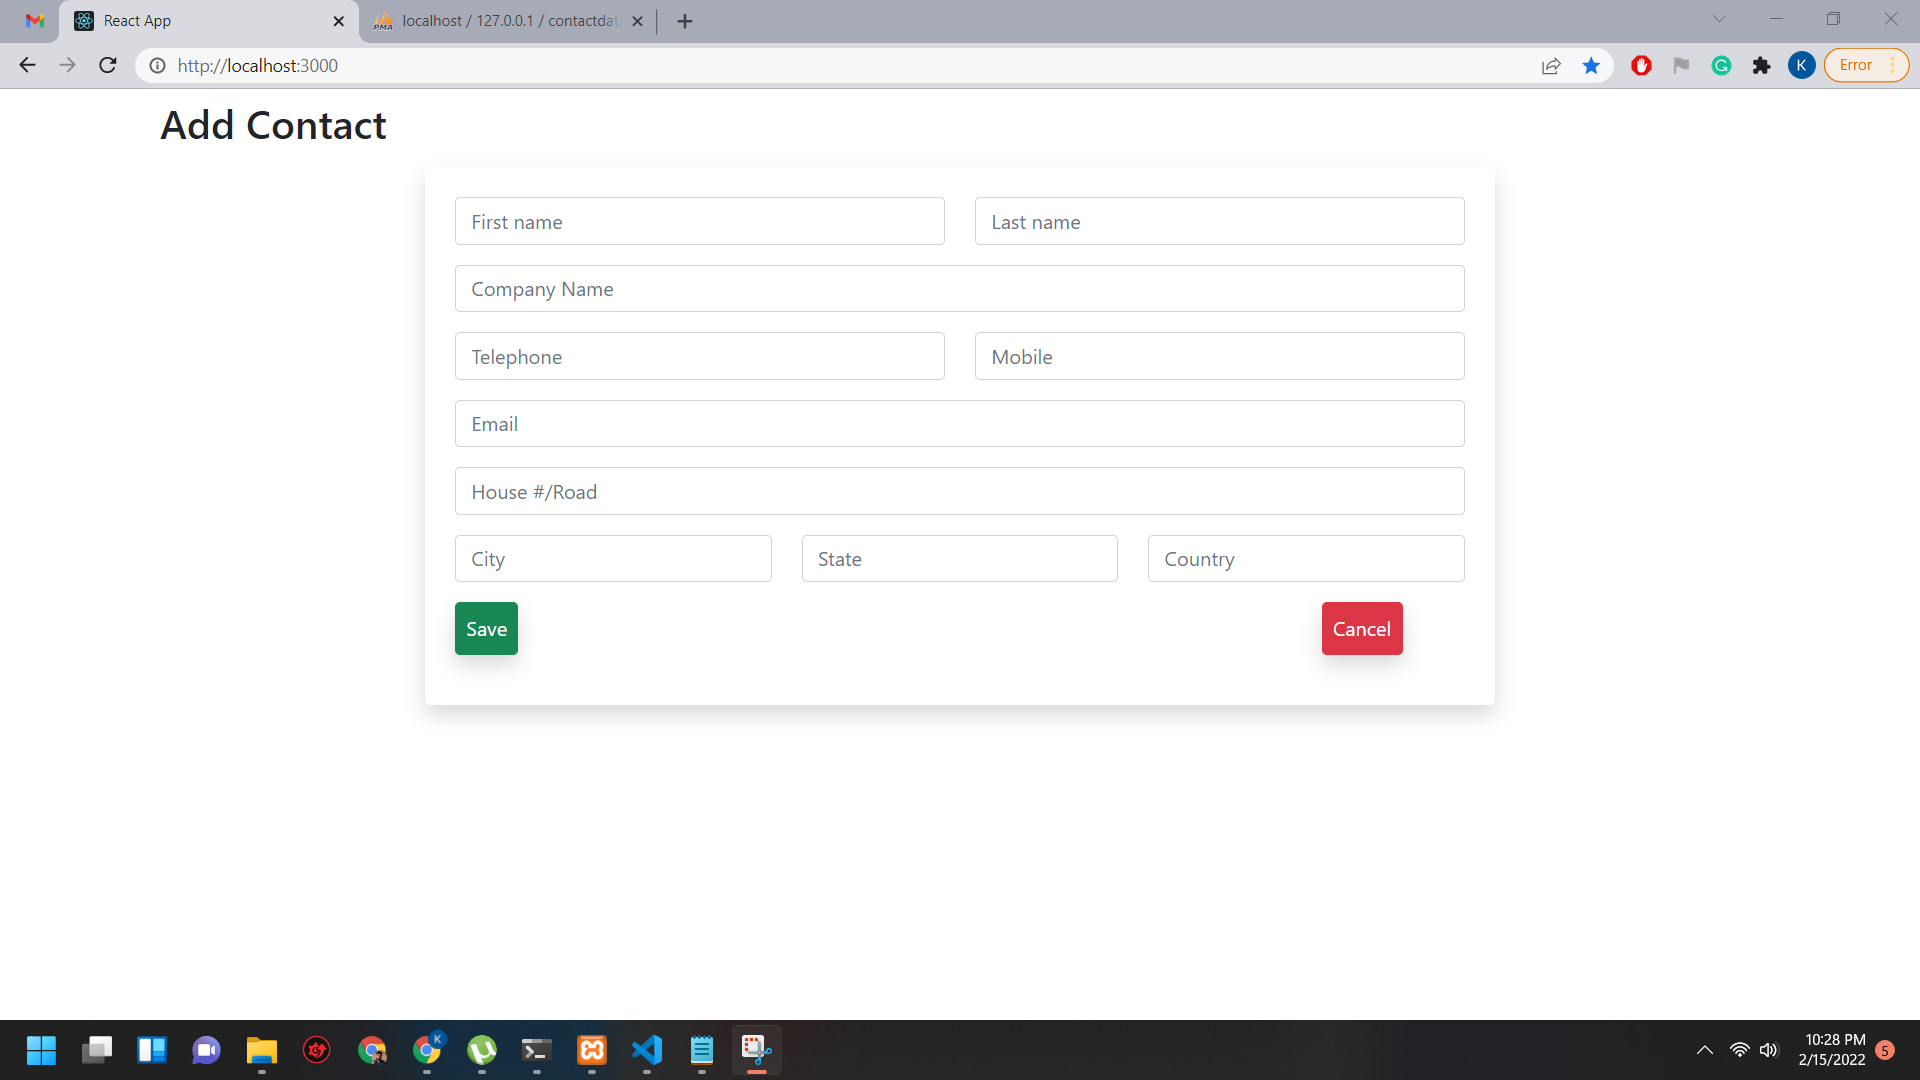 React App
localhost / 127.0.0.1 / contactdat
http://localhost:3000
K
Error
Add Contact
First name
Last name
Company Name
Telephone
Mobile
Email
House #/Road
City
State
Country
Save
Cancel
K
10:28 PM
2/15/2022
5
PMA